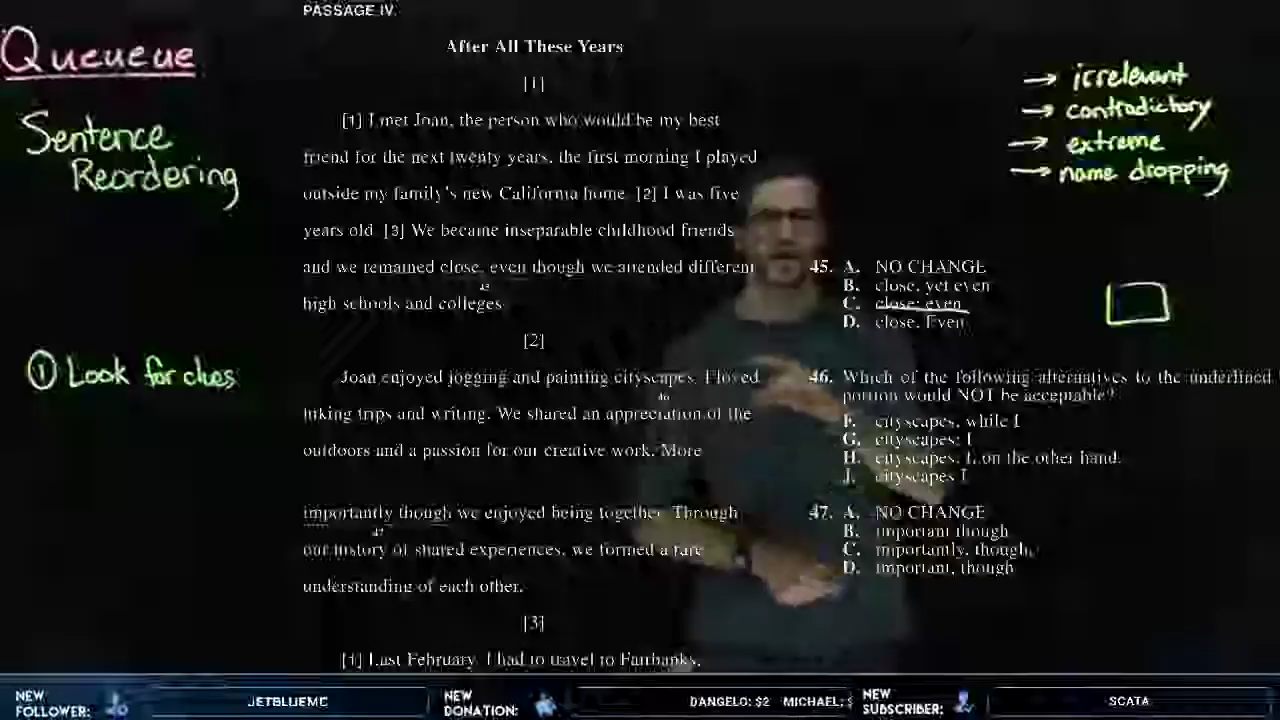 PASSAGE IV.
Queueue
Sentence
Reordering
① Look for clues
After All These Years
[1]
[1] I met Joan, the person who would be my best
friend for the next twenty years, the first morning I played
outside my family's new California home. [2] I was five
years old. [3] We became inseparable childhood friends
and we remained close, even though we attended different
45
high schools and colleges.
[2]
Joan enjoyed jogging and painting cityscapes. I loved
46
hiking trips and writing. We shared an appreciation of the
outdoors and a passion for our creative work. More
importantly though we enjoyed being together. Through
47
our history of shared experiences, we formed a rare
understanding of each other.
[3]
[1] Last February, I had to travel to Fairbanks,
→ irrelevant
→ contradictory
→ extreme
→ name dropping
45. A. NO CHANGE
B. close, yet even
C. close; even
D. close. Even
46. Which of the following alternatives to the underlined
portion would NOT be acceptable?
F. cityscapes, while I
G. cityscapes; I
H. cityscapes. I, on the other hand,
J. cityscapes I
47. A. NO CHANGE
B. important though
C. importantly, though,
D. important, though
NEW
FOLLOWER:
JETBLUEME
NEW
DONATION:
DANGELO: $2 MICHAEL: $
NEW
SUBSCRIBER:
SCATA